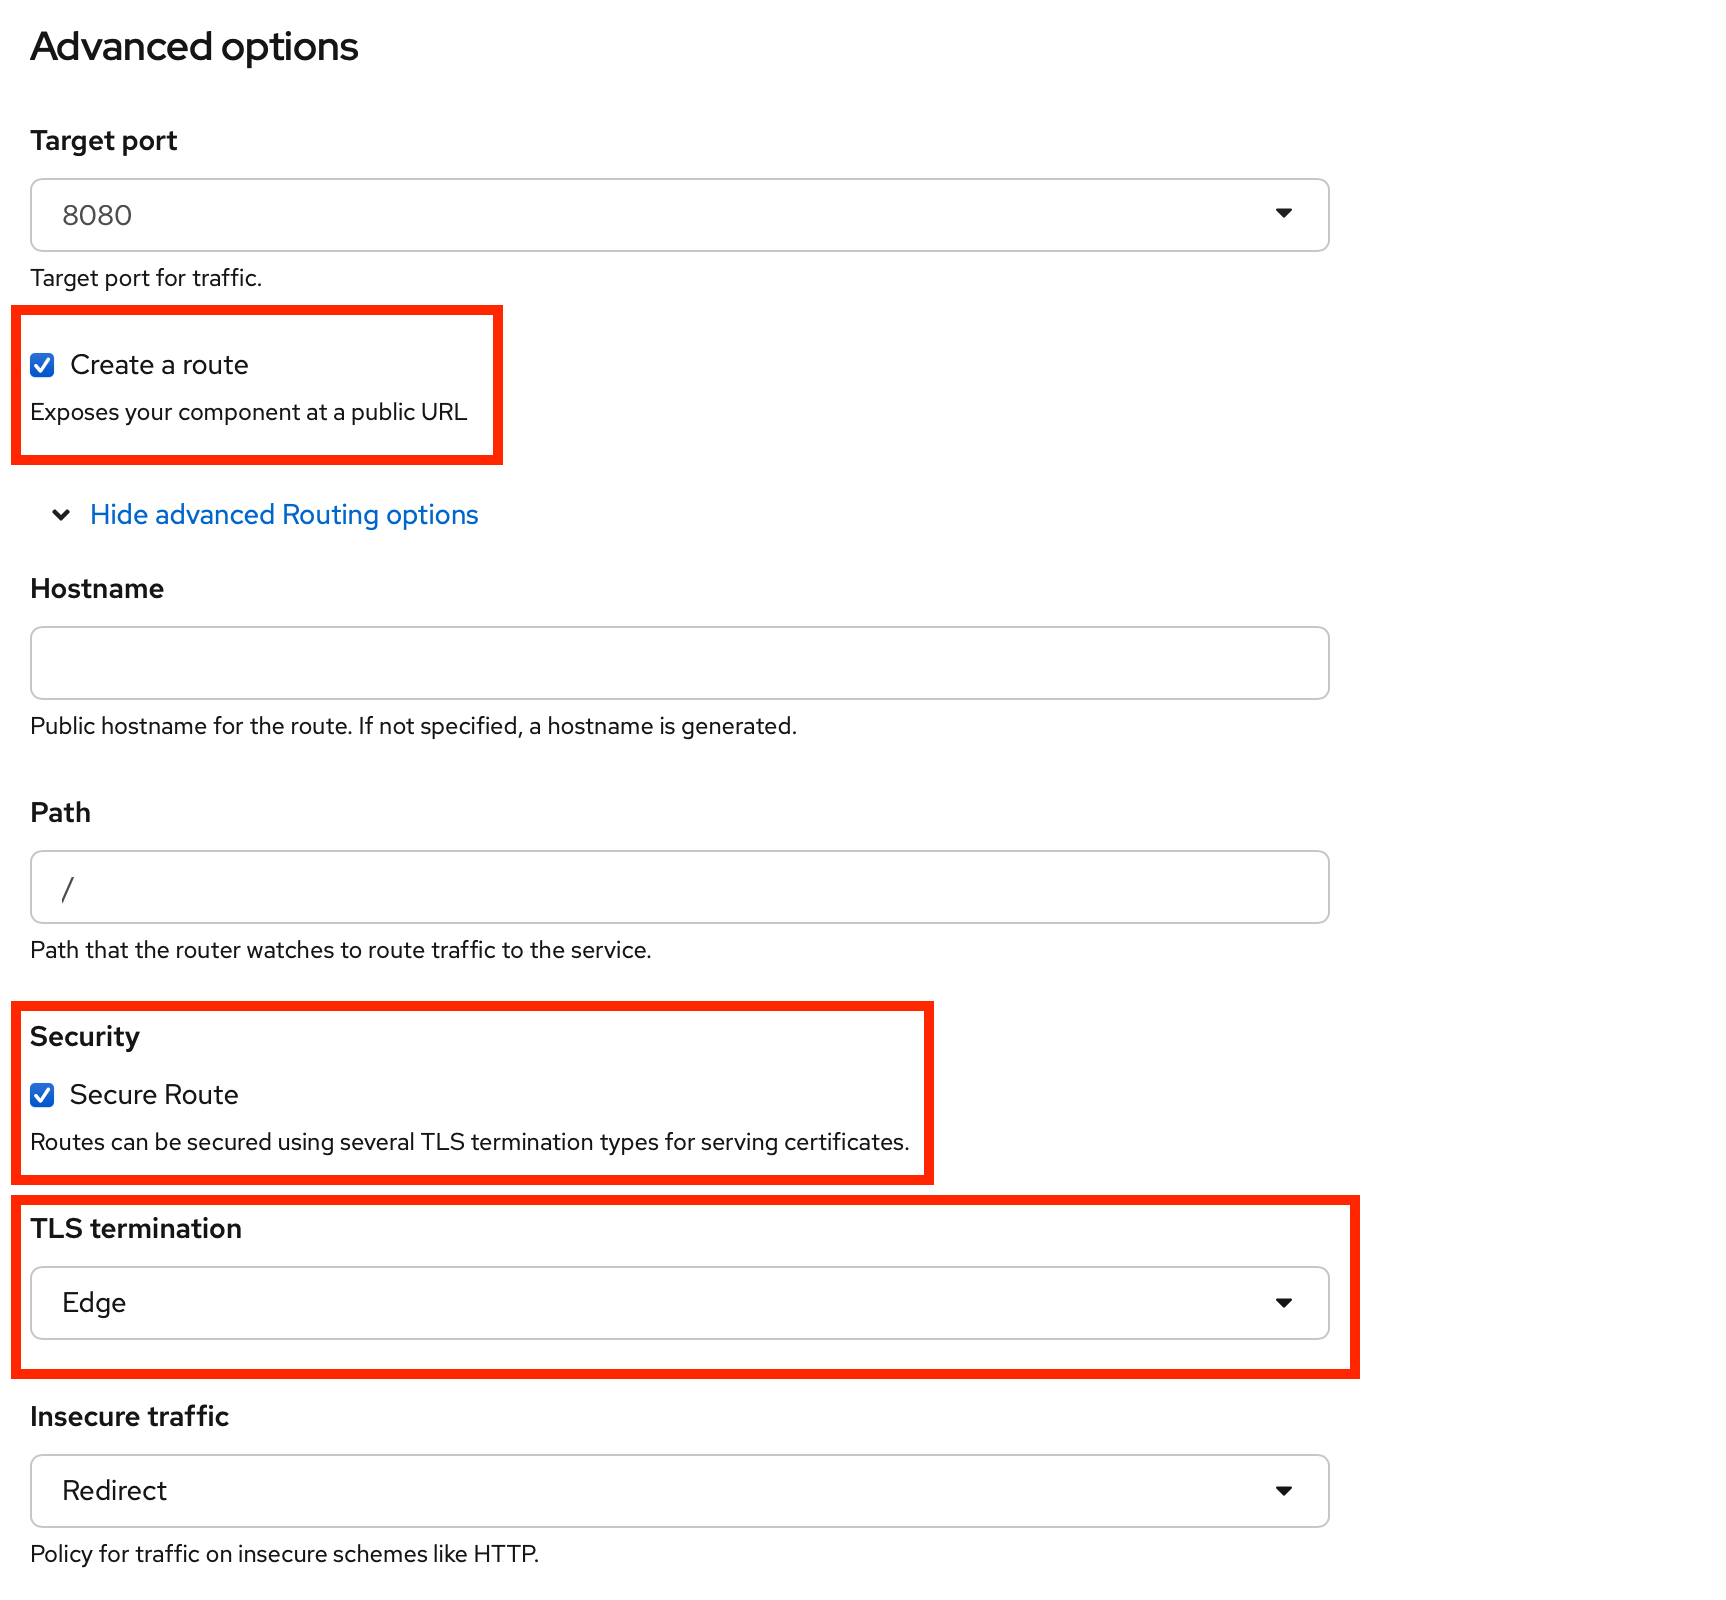 Advanced options
Target port
8080
Target port for traffic.
Create a route
Exposes your component at a public URL
Hide advanced Routing options
Hostname
Public hostname for the route. If not specified, a hostname is generated.
Path
/
Path that the router watches to route traffic to the service.
Security
Secure Route
Routes can be secured using several TLS termination types for serving certificates.
TLS termination
Edge
Insecure traffic
Redirect
Policy for traffic on insecure schemes like HTTP.